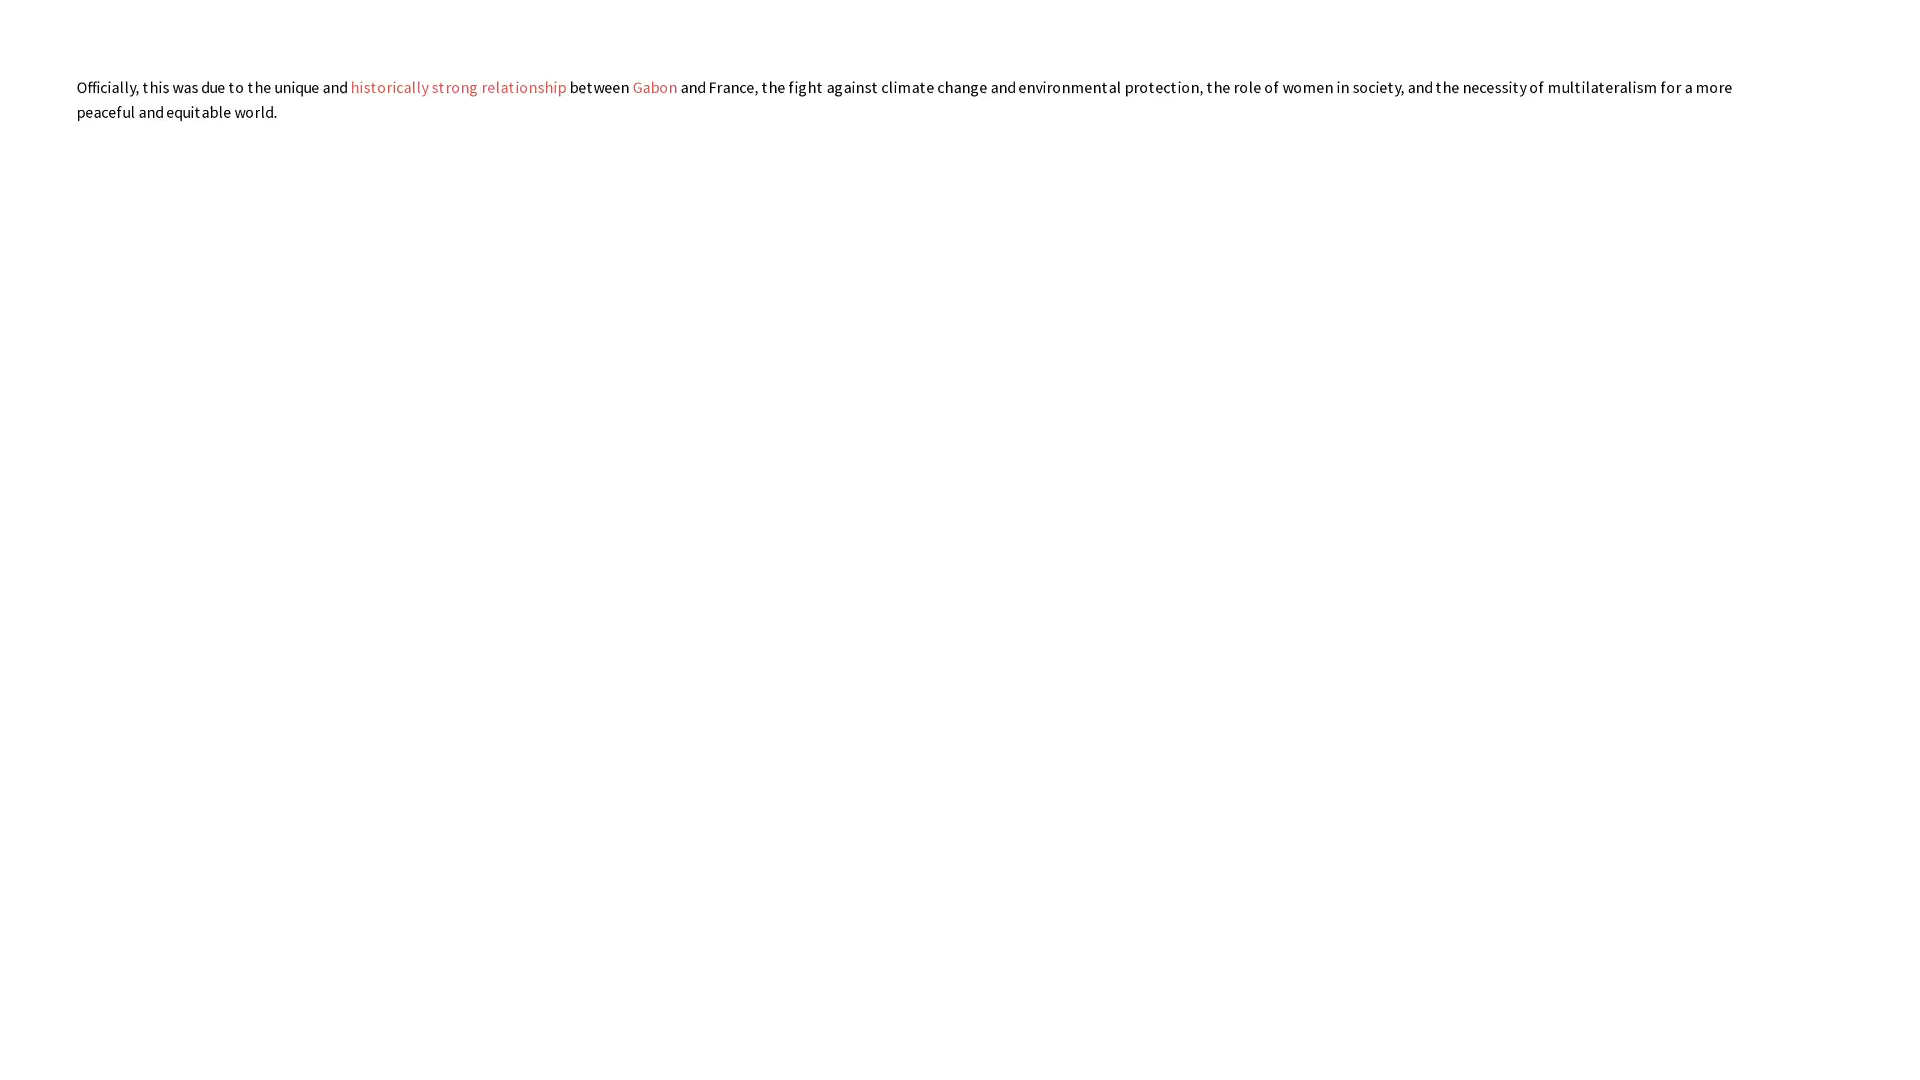 Officially, this was due to the unique and historically strong relationship between Gabon and France, the fight against climate change and environmental protection, the role of women in society, and the necessity of multilateralism for a more
peaceful and equitable world.